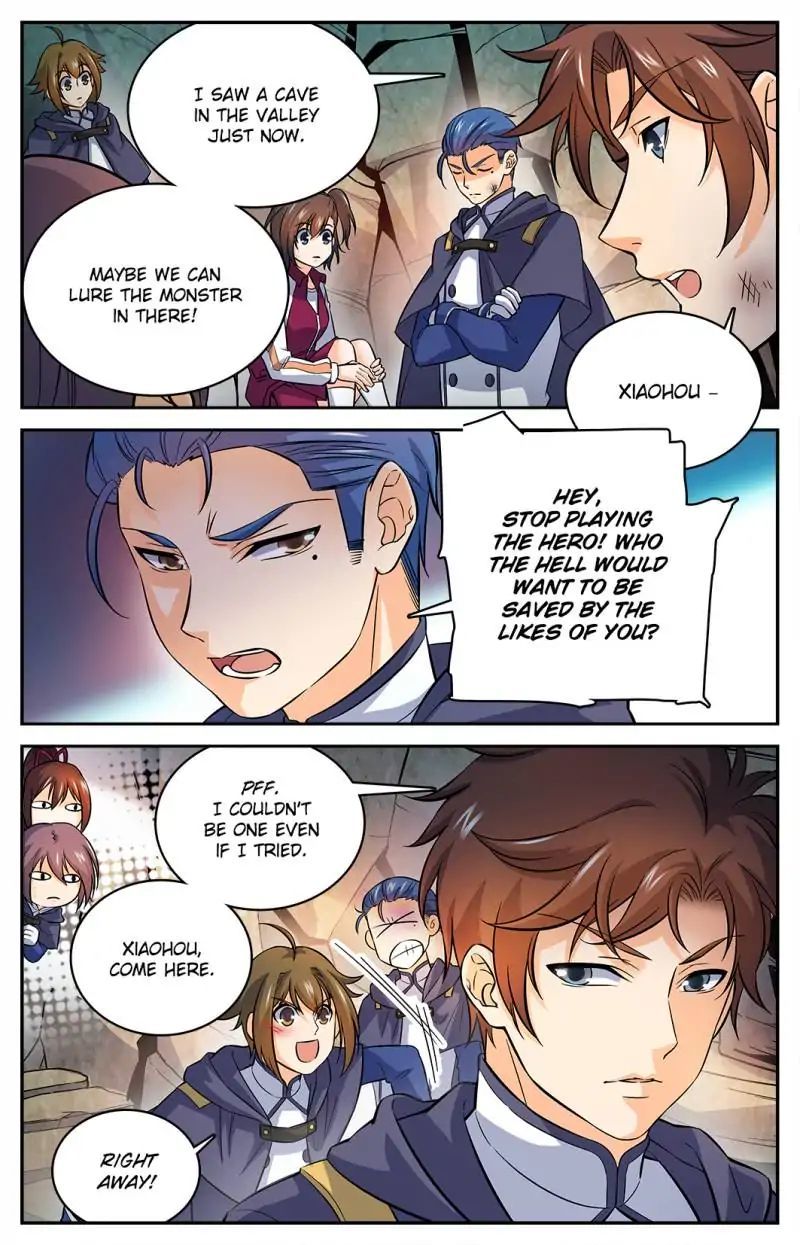 I SAW A CAVE
IN THE VALLEY
JUST NOW.
MAYBE WE CAN
LURE THE MONSTER
IN THERE!
XIAOHOU –
HEY,
STOP PLAYING
THE HERO! WHO
THE HELL WOULD
WANT TO BE
SAVED BY THE
LIKES OF YOU?
PFF.
I COULDN'T
BE ONE EVEN
IF I TRIED.
XIAOHOU,
COME HERE.
RIGHT
AWAY!